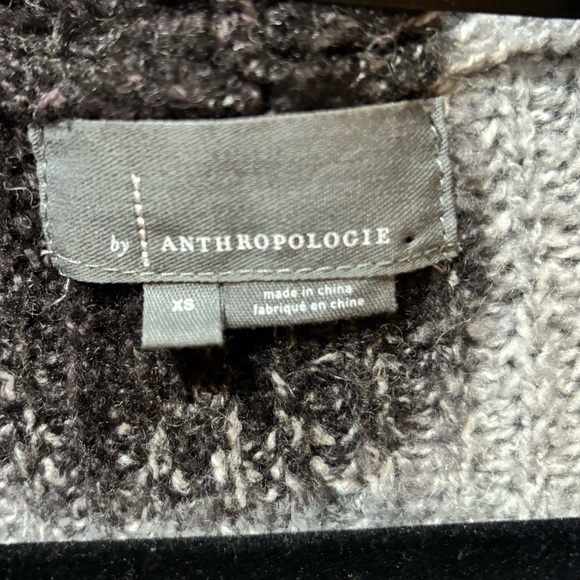 by ANTHROPOLOGIE
XS
made in china
fabriqué en chine